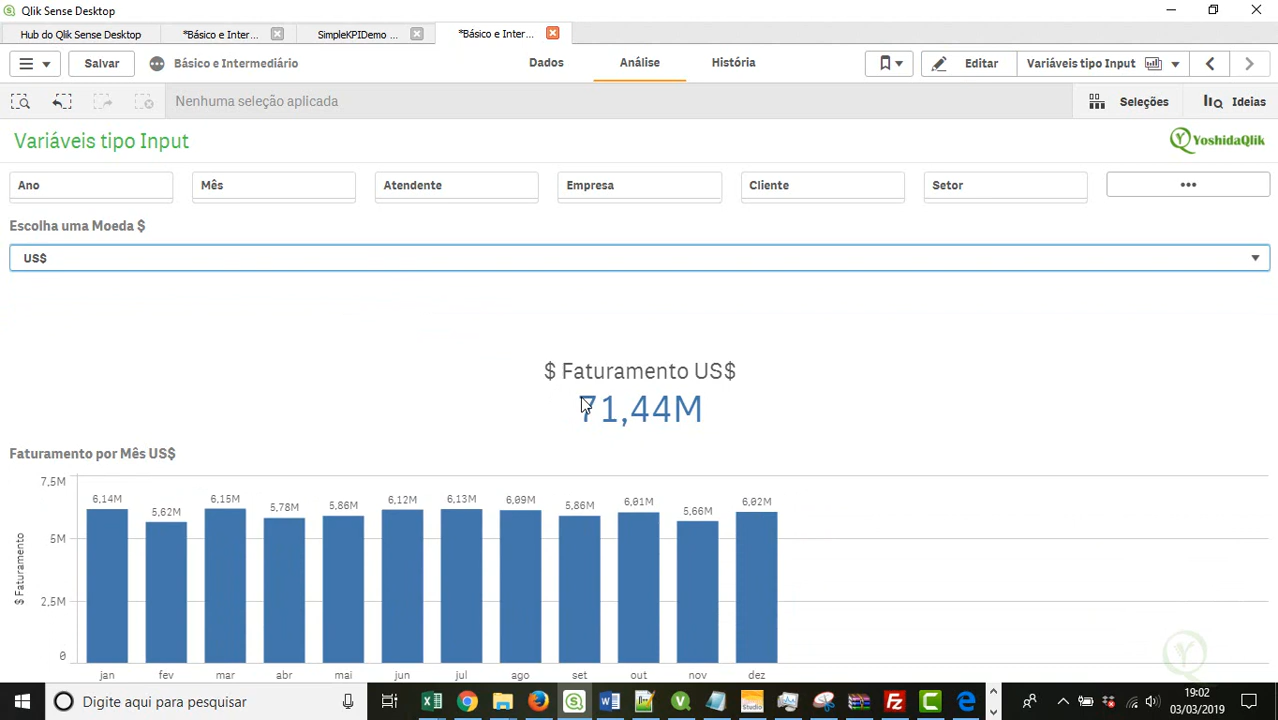 Qlik Sense Desktop
Hub do Qlik Sense Desktop
*Básico e Inter...
SimpleKPIDemo ...
*Básico e Inter...
Salvar
Básico e Intermediário
Dados
Análise
História
Editar
Variáveis tipo Input
Nenhuma seleção aplicada
Seleções
Ideias
Variáveis tipo Input
YoshidaQlik
Ano
Mês
Atendente
Empresa
Cliente
Setor
•••
Escolha uma Moeda $
US$
$ Faturamento US$
71,44M
Faturamento por Mês US$
$ Faturamento
7,5M
5M
2,5M
0
6,14M
5,62M
6,15M
5,78M
5,86M
6,12M
6,13M
6,09M
5,86M
6,01M
5,66M
6,02M
jan
fev
mar
abr
mai
jun
jul
ago
set
out
nov
dez
Digite aqui para pesquisar
Studio
19:02
03/03/2019